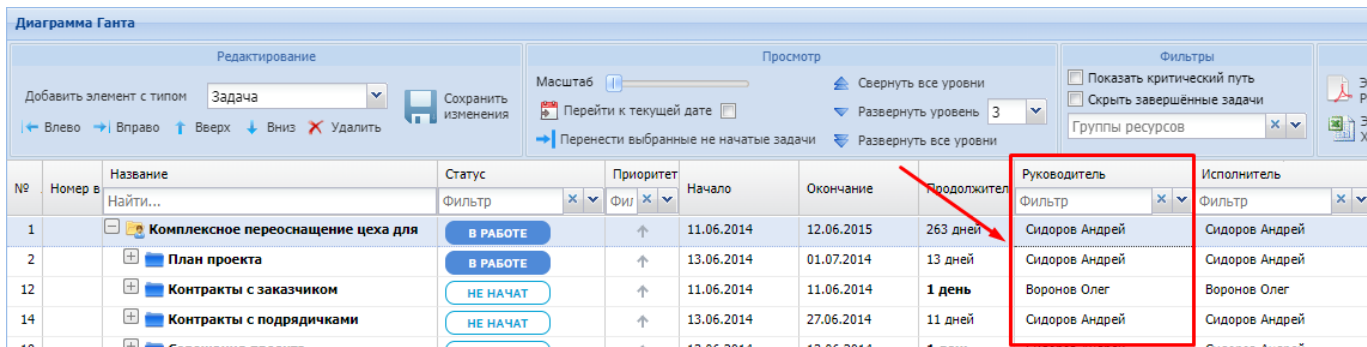 Диаграмма Ганта
Редактирование
Просмотр
Фильтры
Добавить элемент с типом Задача
Сохранить изменения
Влево Вправо Вверх Вниз Удалить
Масштаб
Свернуть все уровни
Перейти к текущей дате
Развернуть уровень 3
Перенести выбранные не начатые задачи
Развернуть все уровни
Показать критический путь
Скрыть завершённые задачи
Группы ресурсов
№ Номер в Название Статус Приоритет Начало Окончание Продолжител Руководитель Исполнитель
Найти... Фильтр Фил Фильтр Фильтр
1 Комплексное переоснащение цеха для В РАБОТЕ 11.06.2014 12.06.2015 263 дней Сидоров Андрей Сидоров Андрей
2 План проекта В РАБОТЕ 13.06.2014 01.07.2014 13 дней Сидоров Андрей Сидоров Андрей
12 Контракты с заказчиком НЕ НАЧАТ 11.06.2014 11.06.2014 1 день Воронов Олег Воронов Олег
14 Контракты с подрядичками НЕ НАЧАТ 13.06.2014 27.06.2014 11 дней Сидоров Андрей Сидоров Андрей